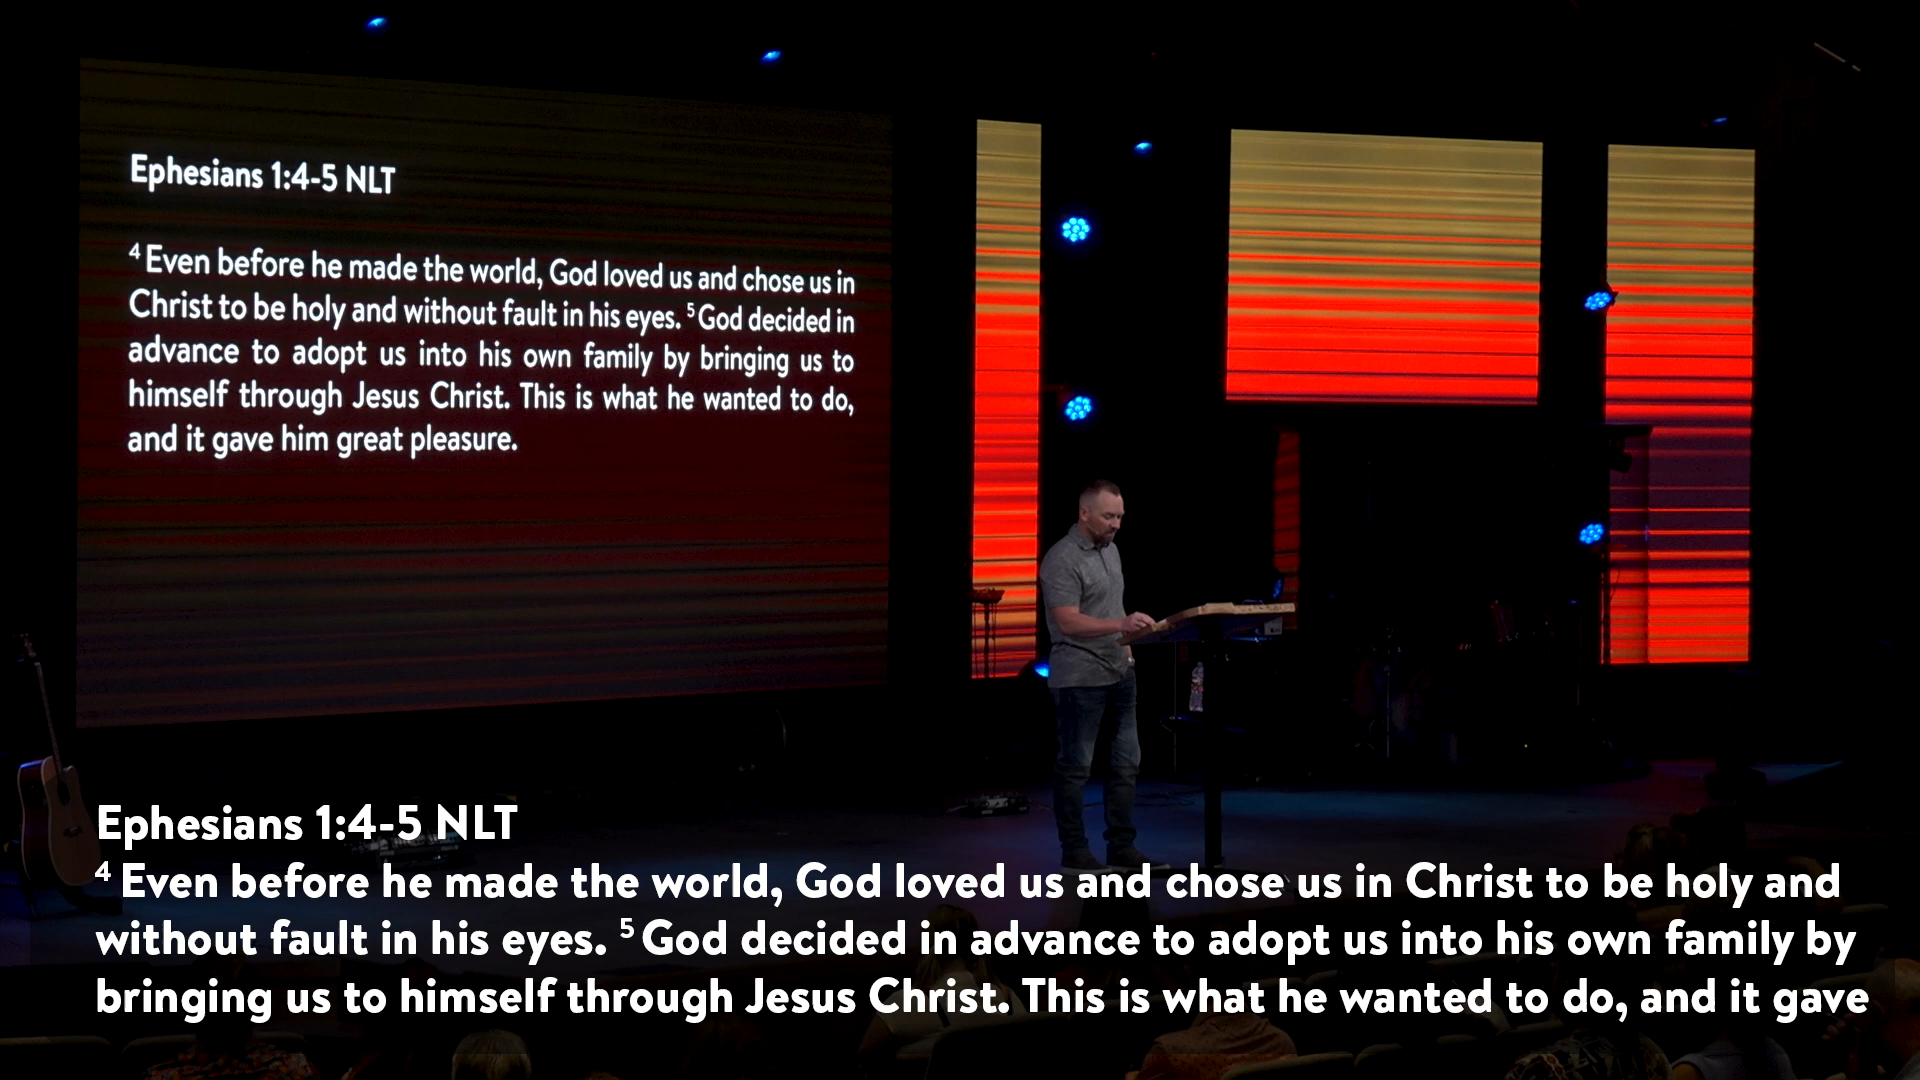 Ephesians 1:4-5 NLT
4 Even before he made the world, God loved us and chose us in
Christ to be holy and without fault in his eyes. 5 God decided in
advance to adopt us into his own family by bringing us to
himself through Jesus Christ. This is what he wanted to do,
and it gave him great pleasure.
Ephesians 1:4-5 NLT
4 Even before he made the world, God loved us and chose us in Christ to be holy and
without fault in his eyes. 5 God decided in advance to adopt us into his own family by
bringing us to himself through Jesus Christ. This is what he wanted to do, and it gave